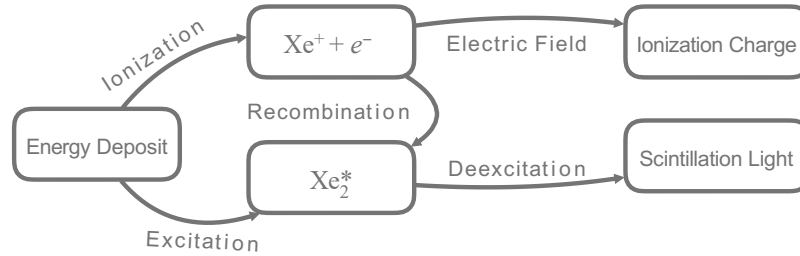 Ionization
Xe⁺ + e⁻
Electric Field
Ionization Charge
Recombination
Energy Deposit
Xe₂*
Deexcitation
Scintillation Light
Excitation